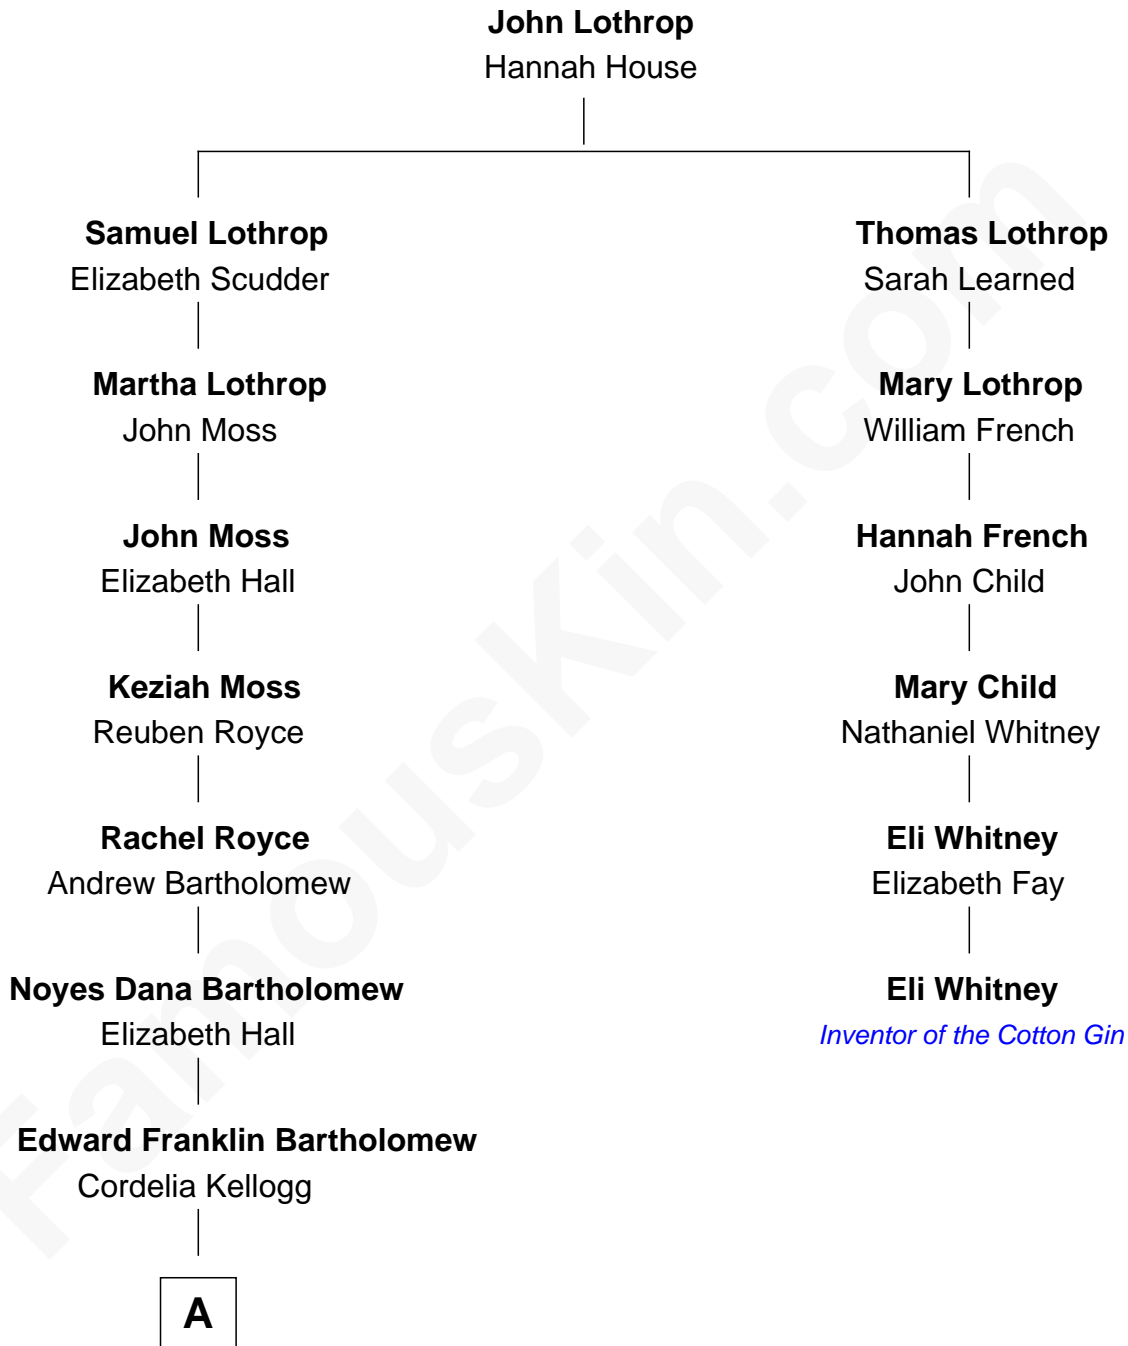 John Lothrop
Hannah House
Samuel Lothrop
Elizabeth Scudder
Martha Lothrop
John Moss
John Moss
Elizabeth Hall
Keziah Moss
Reuben Royce
Rachel Royce
Andrew Bartholomew
Noyes Dana Bartholomew
Elizabeth Hall
Edward Franklin Bartholomew
Cordelia Kellogg
A
Thomas Lothrop
Sarah Learned
Mary Lothrop
William French
Hannah French
John Child
Mary Child
Nathaniel Whitney
Eli Whitney
Elizabeth Fay
Eli Whitney
Inventor of the Cotton Gin
FamousKin.com